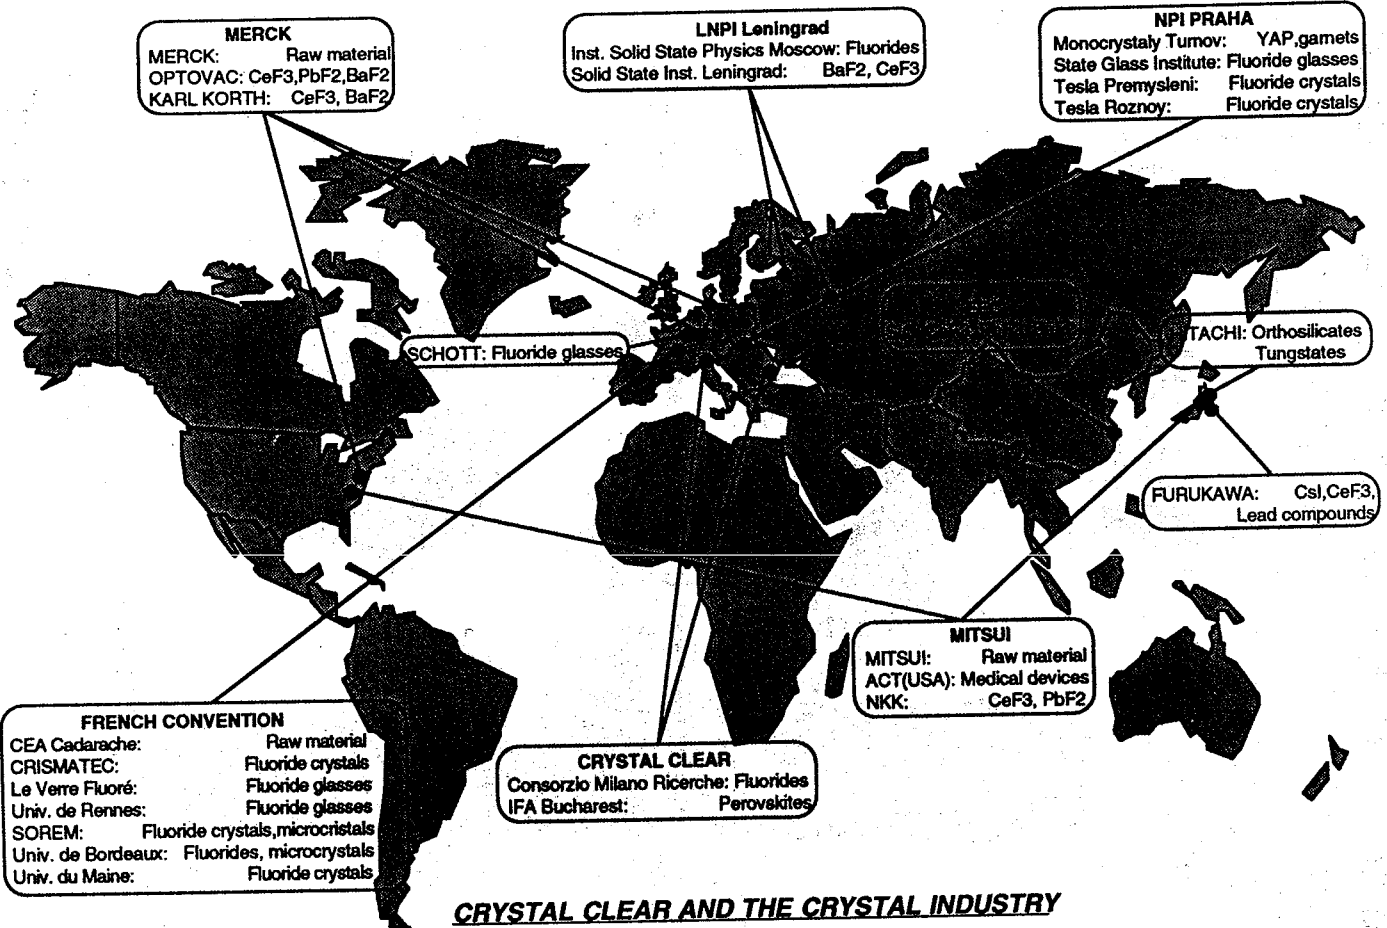 MERCK
MERCK: Raw material
OPTOVAC: CeF3,PbF2,BaF2
KARL KORTH: CeF3, BaF2
LNPI Leningrad
Inst. Solid State Physics Moscow: Fluorides
Solid State Inst. Leningrad: BaF2, CeF3
NPI PRAHA
Monocrystaly Turnov: YAP,garnets
State Glass Institute: Fluoride glasses
Tesla Premysleni: Fluoride crystals
Tesla Roznoy: Fluoride crystals
SCHOTT: Fluoride glasses
TACHI: Orthosilicates
Tungstates
FURUKAWA: CsI,CeF3,
Lead compounds
MITSUI
MITSUI: Raw material
ACT(USA): Medical devices
NKK: CeF3, PbF2
FRENCH CONVENTION
CEA Cadarache: Raw material
CRISMATEC: Fluoride crystals
Le Verre Fluoré: Fluoride glasses
Univ. de Rennes: Fluoride glasses
SOREM: Fluoride crystals,microcristals
Univ. de Bordeaux: Fluorides, microcrystals
Univ. du Maine: Fluoride crystals
CRYSTAL CLEAR
Consorzio Milano Ricerche: Fluorides
IFA Bucharest: Perovskites
CRYSTAL CLEAR AND THE CRYSTAL INDUSTRY